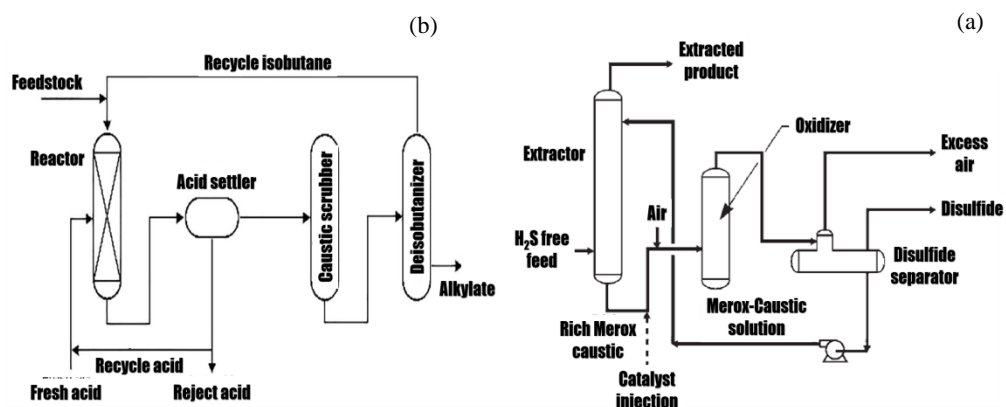 (b)
Recycle isobutane
Feedstock
Reactor
Acid settler
Caustic scrubber
Deisobutanizer
Alkylate
Recycle acid
Fresh acid
Reject acid
(a)
Extracted
product
Oxidizer
Extractor
Excess
air
Air
Disulfide
H₂S free
feed
Disulfide
separator
Merox-Caustic
solution
Rich Merox
caustic
Catalyst
injection